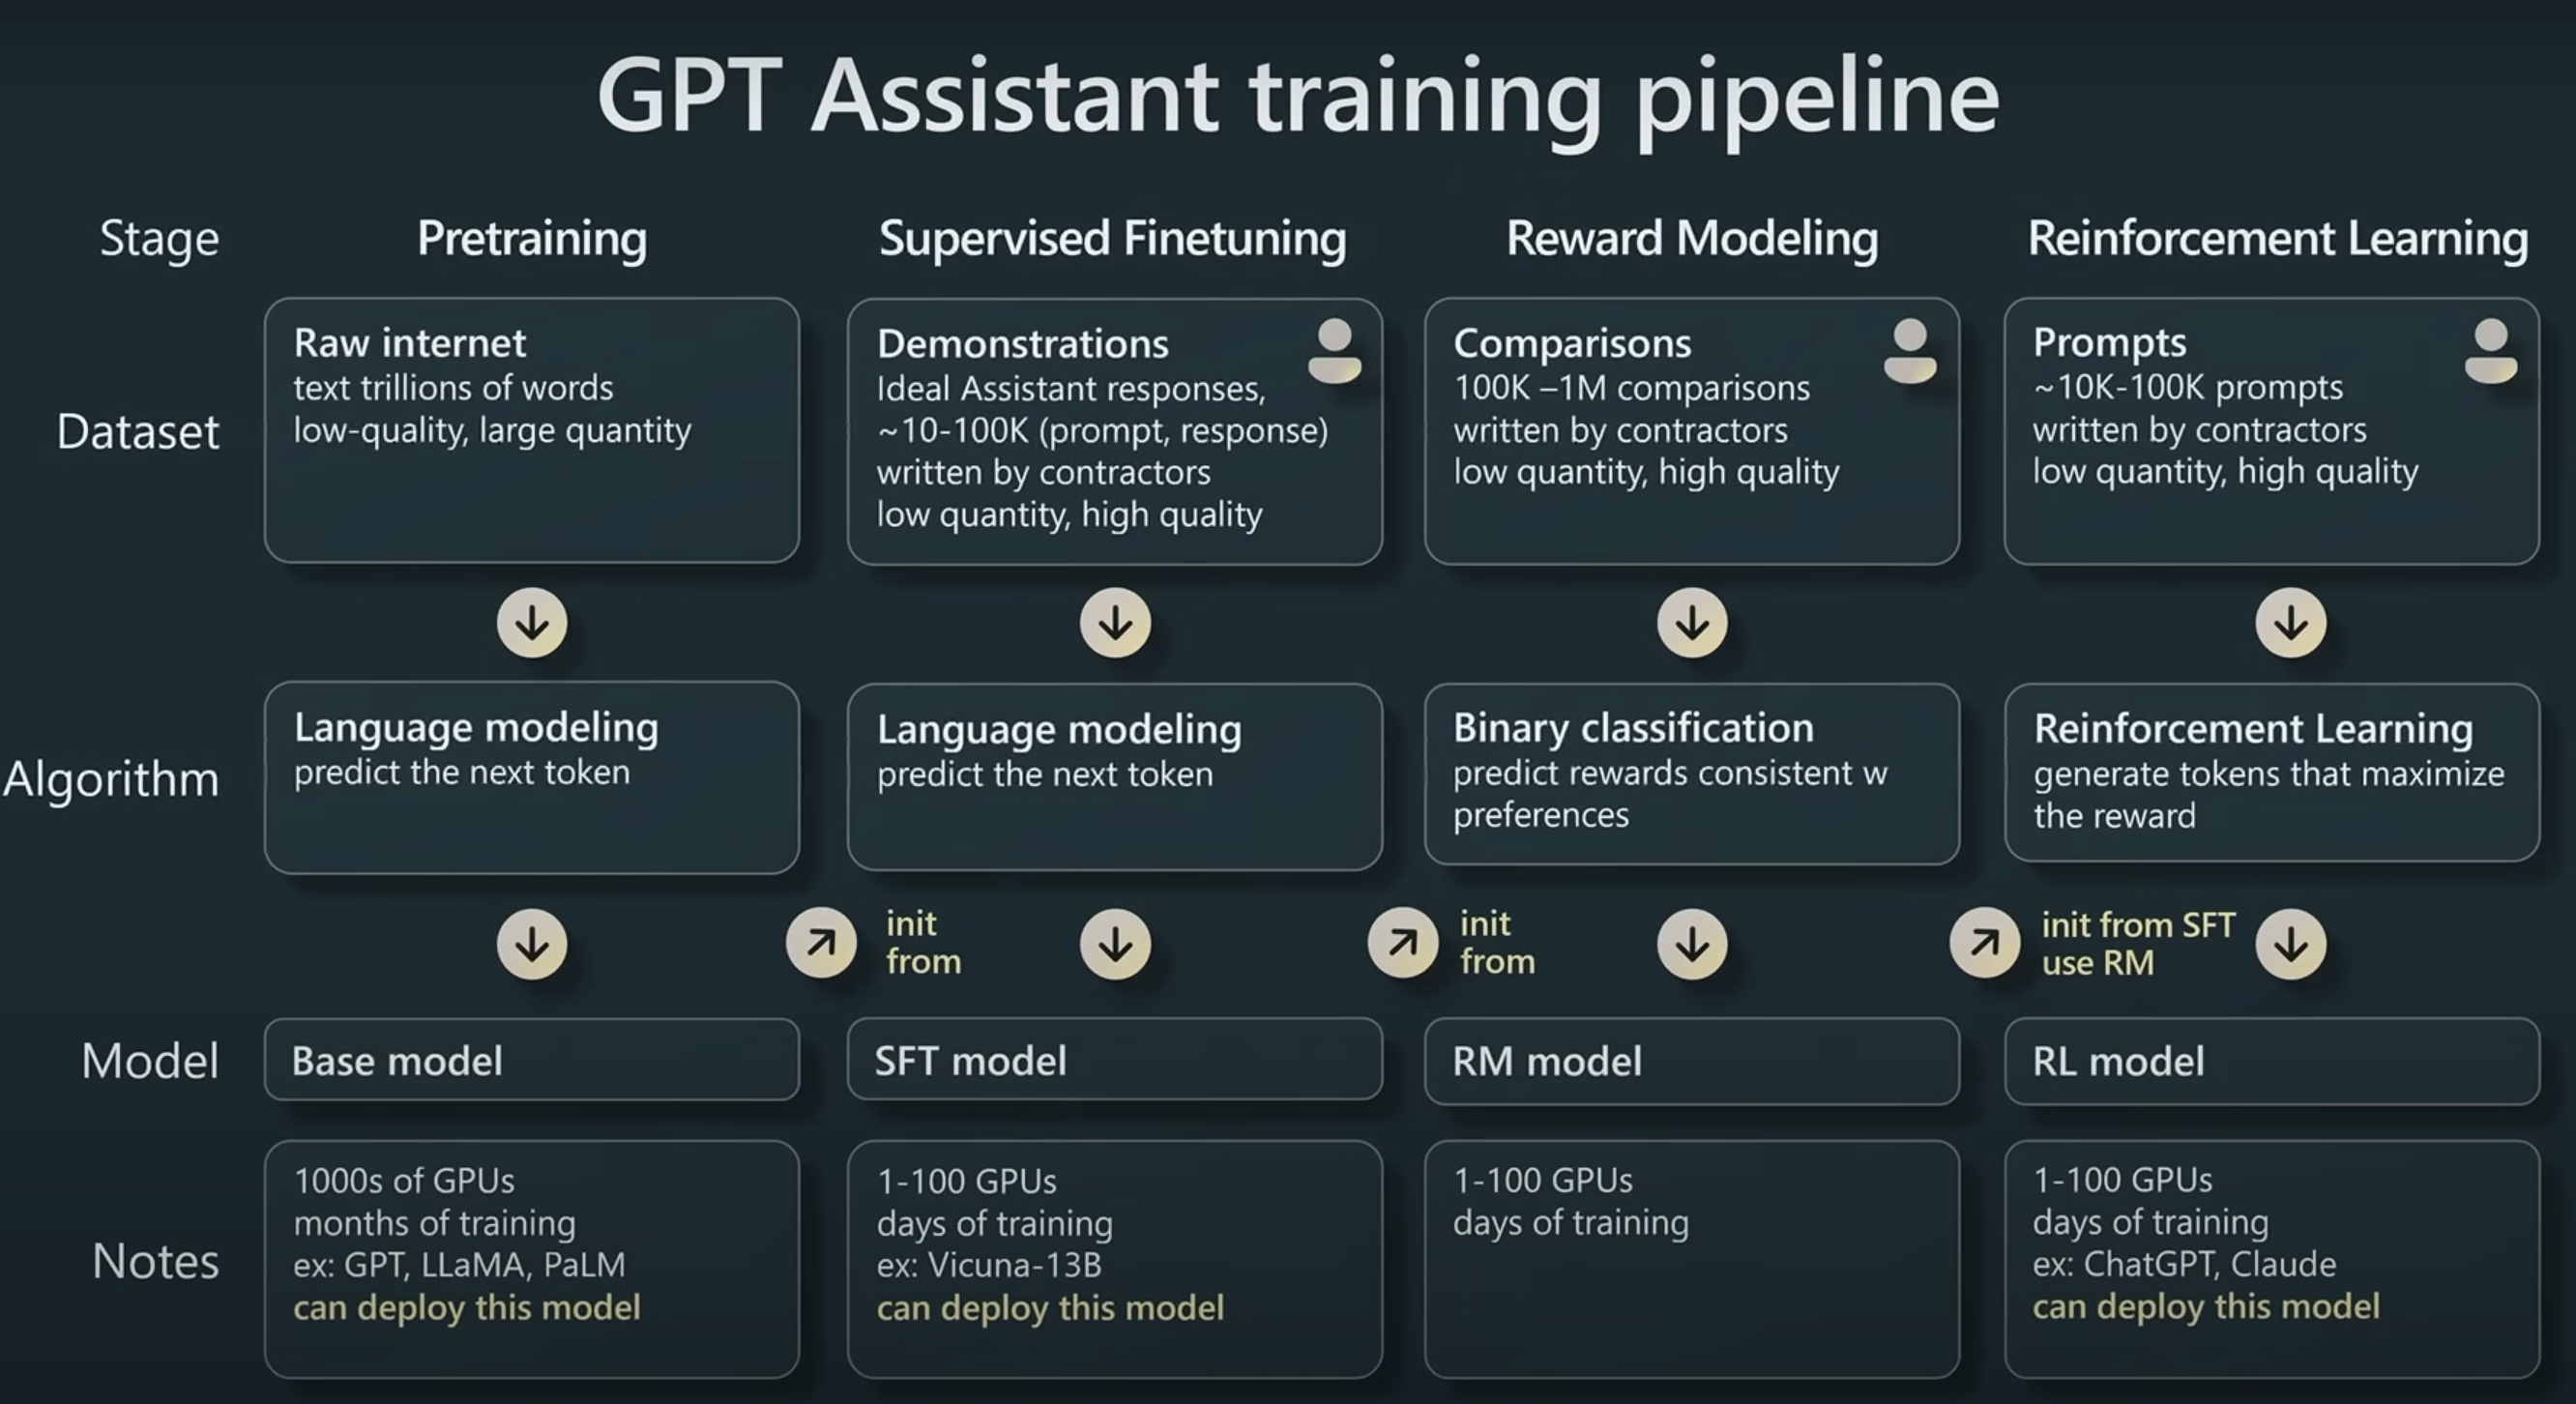 GPT Assistant training pipeline
Stage
Pretraining
Supervised Finetuning
Reward Modeling
Reinforcement Learning
Dataset
Raw internet
text trillions of words
low-quality, large quantity
Demonstrations
Ideal Assistant responses,
~10-100K (prompt, response)
written by contractors
low quantity, high quality
Comparisons
100K –1M comparisons
written by contractors
low quantity, high quality
Prompts
~10K-100K prompts
written by contractors
low quantity, high quality
Algorithm
Language modeling
predict the next token
Language modeling
predict the next token
Binary classification
predict rewards consistent w
preferences
Reinforcement Learning
generate tokens that maximize
the reward
init
from
init
from
init from SFT
use RM
Model
Base model
SFT model
RM model
RL model
Notes
1000s of GPUs
months of training
ex: GPT, LLaMA, PaLM
can deploy this model
1-100 GPUs
days of training
ex: Vicuna-13B
can deploy this model
1-100 GPUs
days of training
1-100 GPUs
days of training
ex: ChatGPT, Claude
can deploy this model